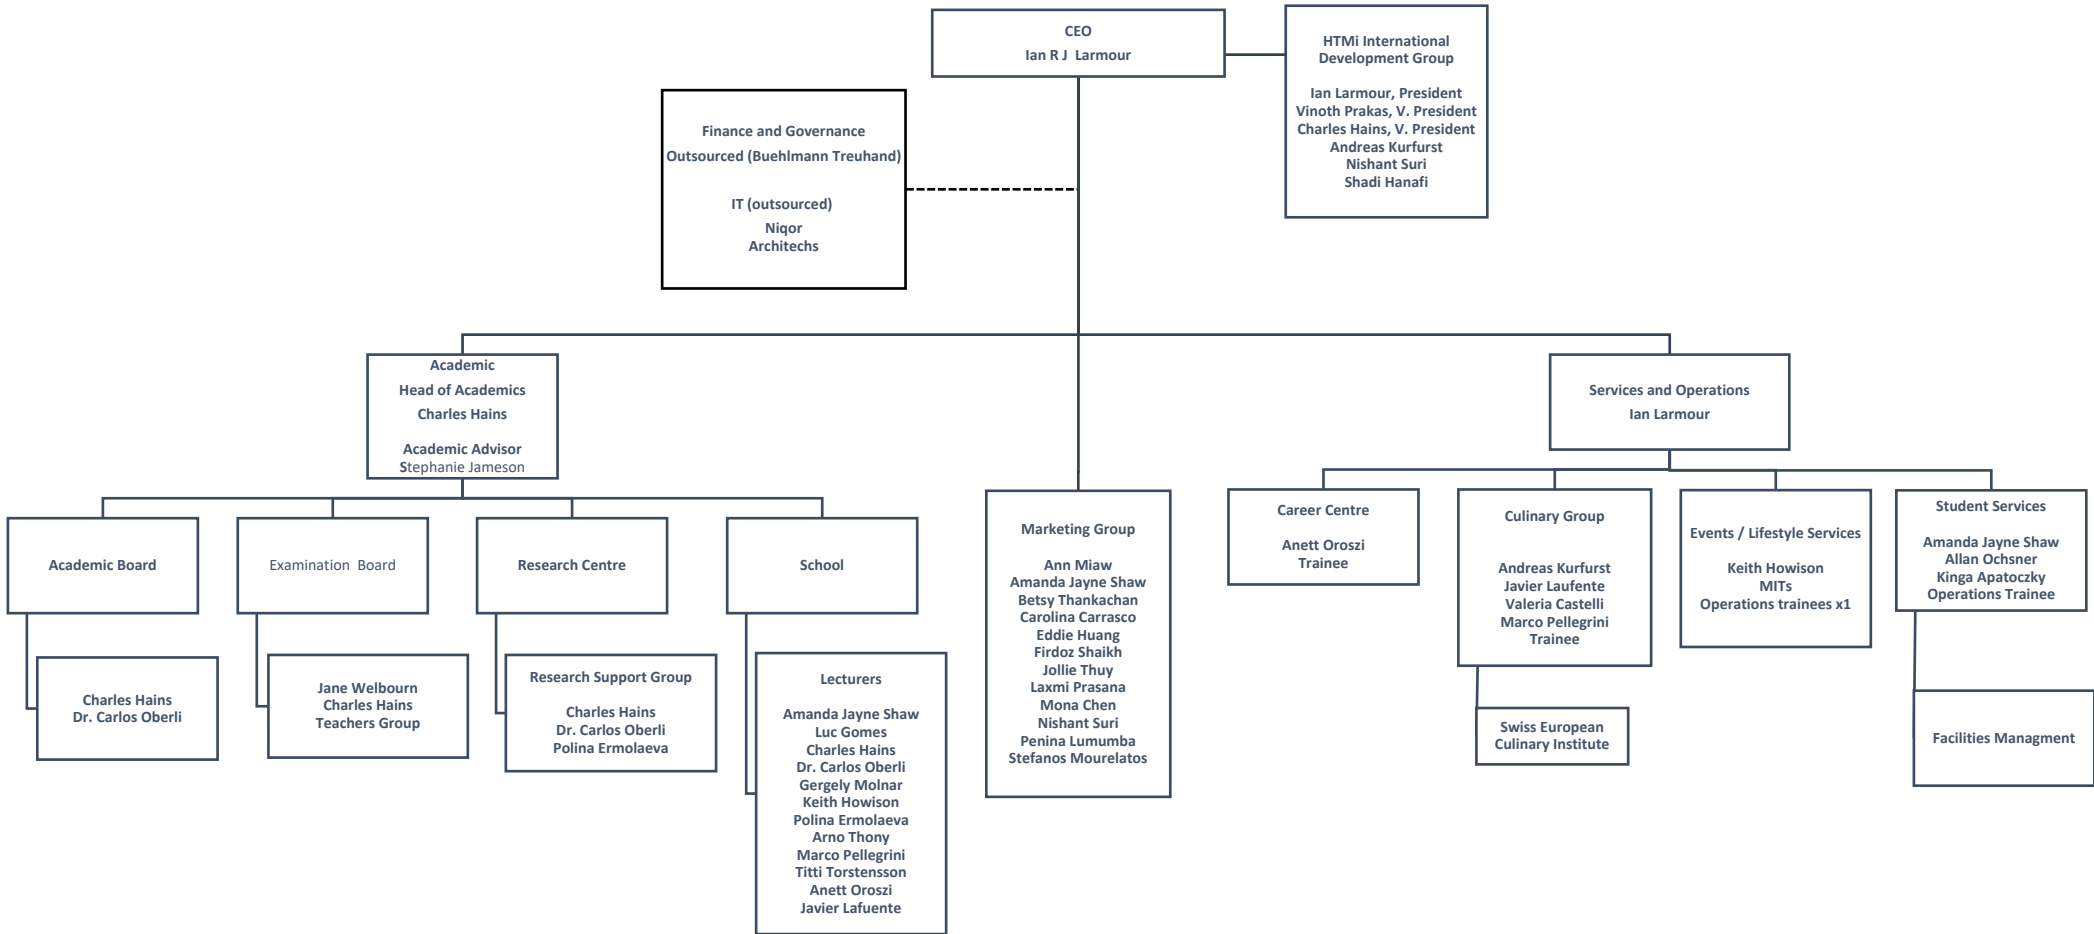 CEO
Ian R J Larmour
HTMi International
Development Group
Ian Larmour, President
Vinoth Prakas, V. President
Charles Hains, V. President
Andreas Kurfurst
Nishant Suri
Shadi Hanafi
Finance and Governance
Outsourced (Buehlmann Treuhand)
IT (outsourced)
Niqor
Architechs
Academic
Head of Academics
Charles Hains
Academic Advisor
Stephanie Jameson
Services and Operations
Ian Larmour
Academic Board
Charles Hains
Dr. Carlos Oberli
Examination Board
Jane Welbourn
Charles Hains
Teachers Group
Research Centre
Research Support Group
Charles Hains
Dr. Carlos Oberli
Polina Ermolaeva
School
Lecturers
Amanda Jayne Shaw
Luc Gomes
Charles Hains
Dr. Carlos Oberli
Gergely Molnar
Keith Howison
Polina Ermolaeva
Arno Thony
Marco Pellegrini
Titti Torstensson
Anett Oroszi
Javier Lafuente
Marketing Group
Ann Miaw
Amanda Jayne Shaw
Betsy Thankachan
Carolina Carrasco
Eddie Huang
Firdoz Shaikh
Jollie Thuy
Laxmi Prasana
Mona Chen
Nishant Suri
Penina Lumumba
Stefanos Mourelatos
Career Centre
Anett Oroszi
Trainee
Culinary Group
Andreas Kurfurst
Javier Laufente
Valeria Castelli
Marco Pellegrini
Trainee
Swiss European
Culinary Institute
Events / Lifestyle Services
Keith Howison
MITs
Operations trainees x1
Student Services
Amanda Jayne Shaw
Allan Ochsner
Kinga Apatoczky
Operations Trainee
Facilities Managment